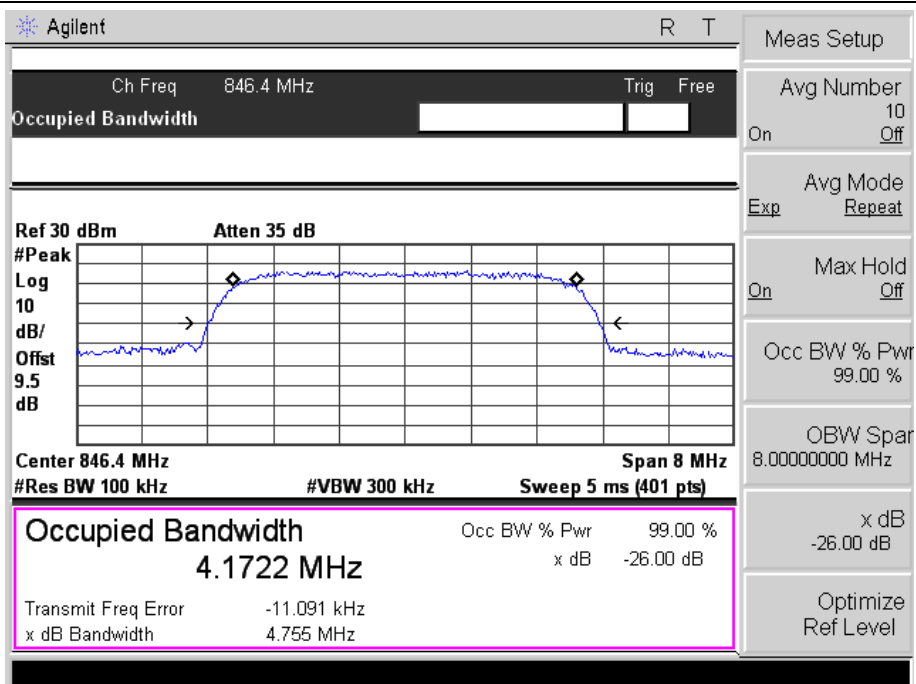 Agilent R T
Meas Setup
Ch Freq 846.4 MHz Trig Free
Occupied Bandwidth
Avg Number
10
On Off
Avg Mode
Exp Repeat
Max Hold
On Off
Occ BW % Pwr
99.00 %
OBW Span
8.00000000 MHz
x dB
-26.00 dB
Optimize
Ref Level
Ref 30 dBm Atten 35 dB
#Peak
Log
10
dB/
Offst
9.5
dB
Center 846.4 MHz Span 8 MHz
#Res BW 100 kHz #VBW 300 kHz Sweep 5 ms (401 pts)
Occupied Bandwidth Occ BW % Pwr 99.00 %
4.1722 MHz x dB -26.00 dB
Transmit Freq Error -11.091 kHz
x dB Bandwidth 4.755 MHz